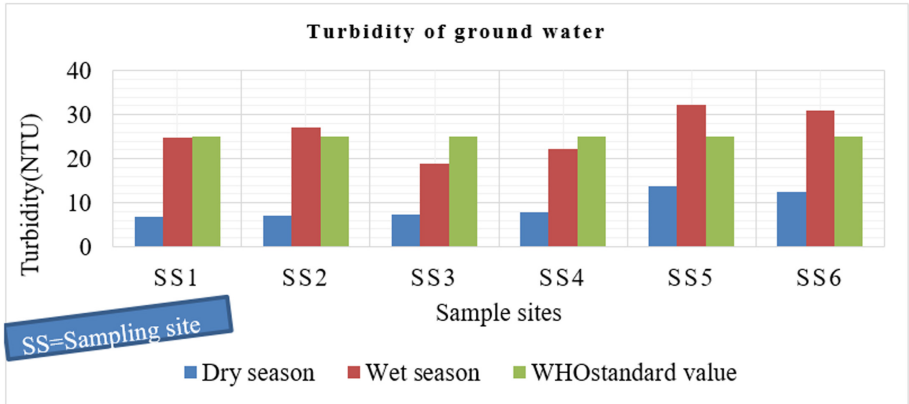 Turbidity of ground water
Turbidity(NTU)
40
30
20
10
0
SS1 SS2 SS3 SS4 SS5 SS6
Sample sites
SS=Sampling site
Dry season Wet season WHOstandard value